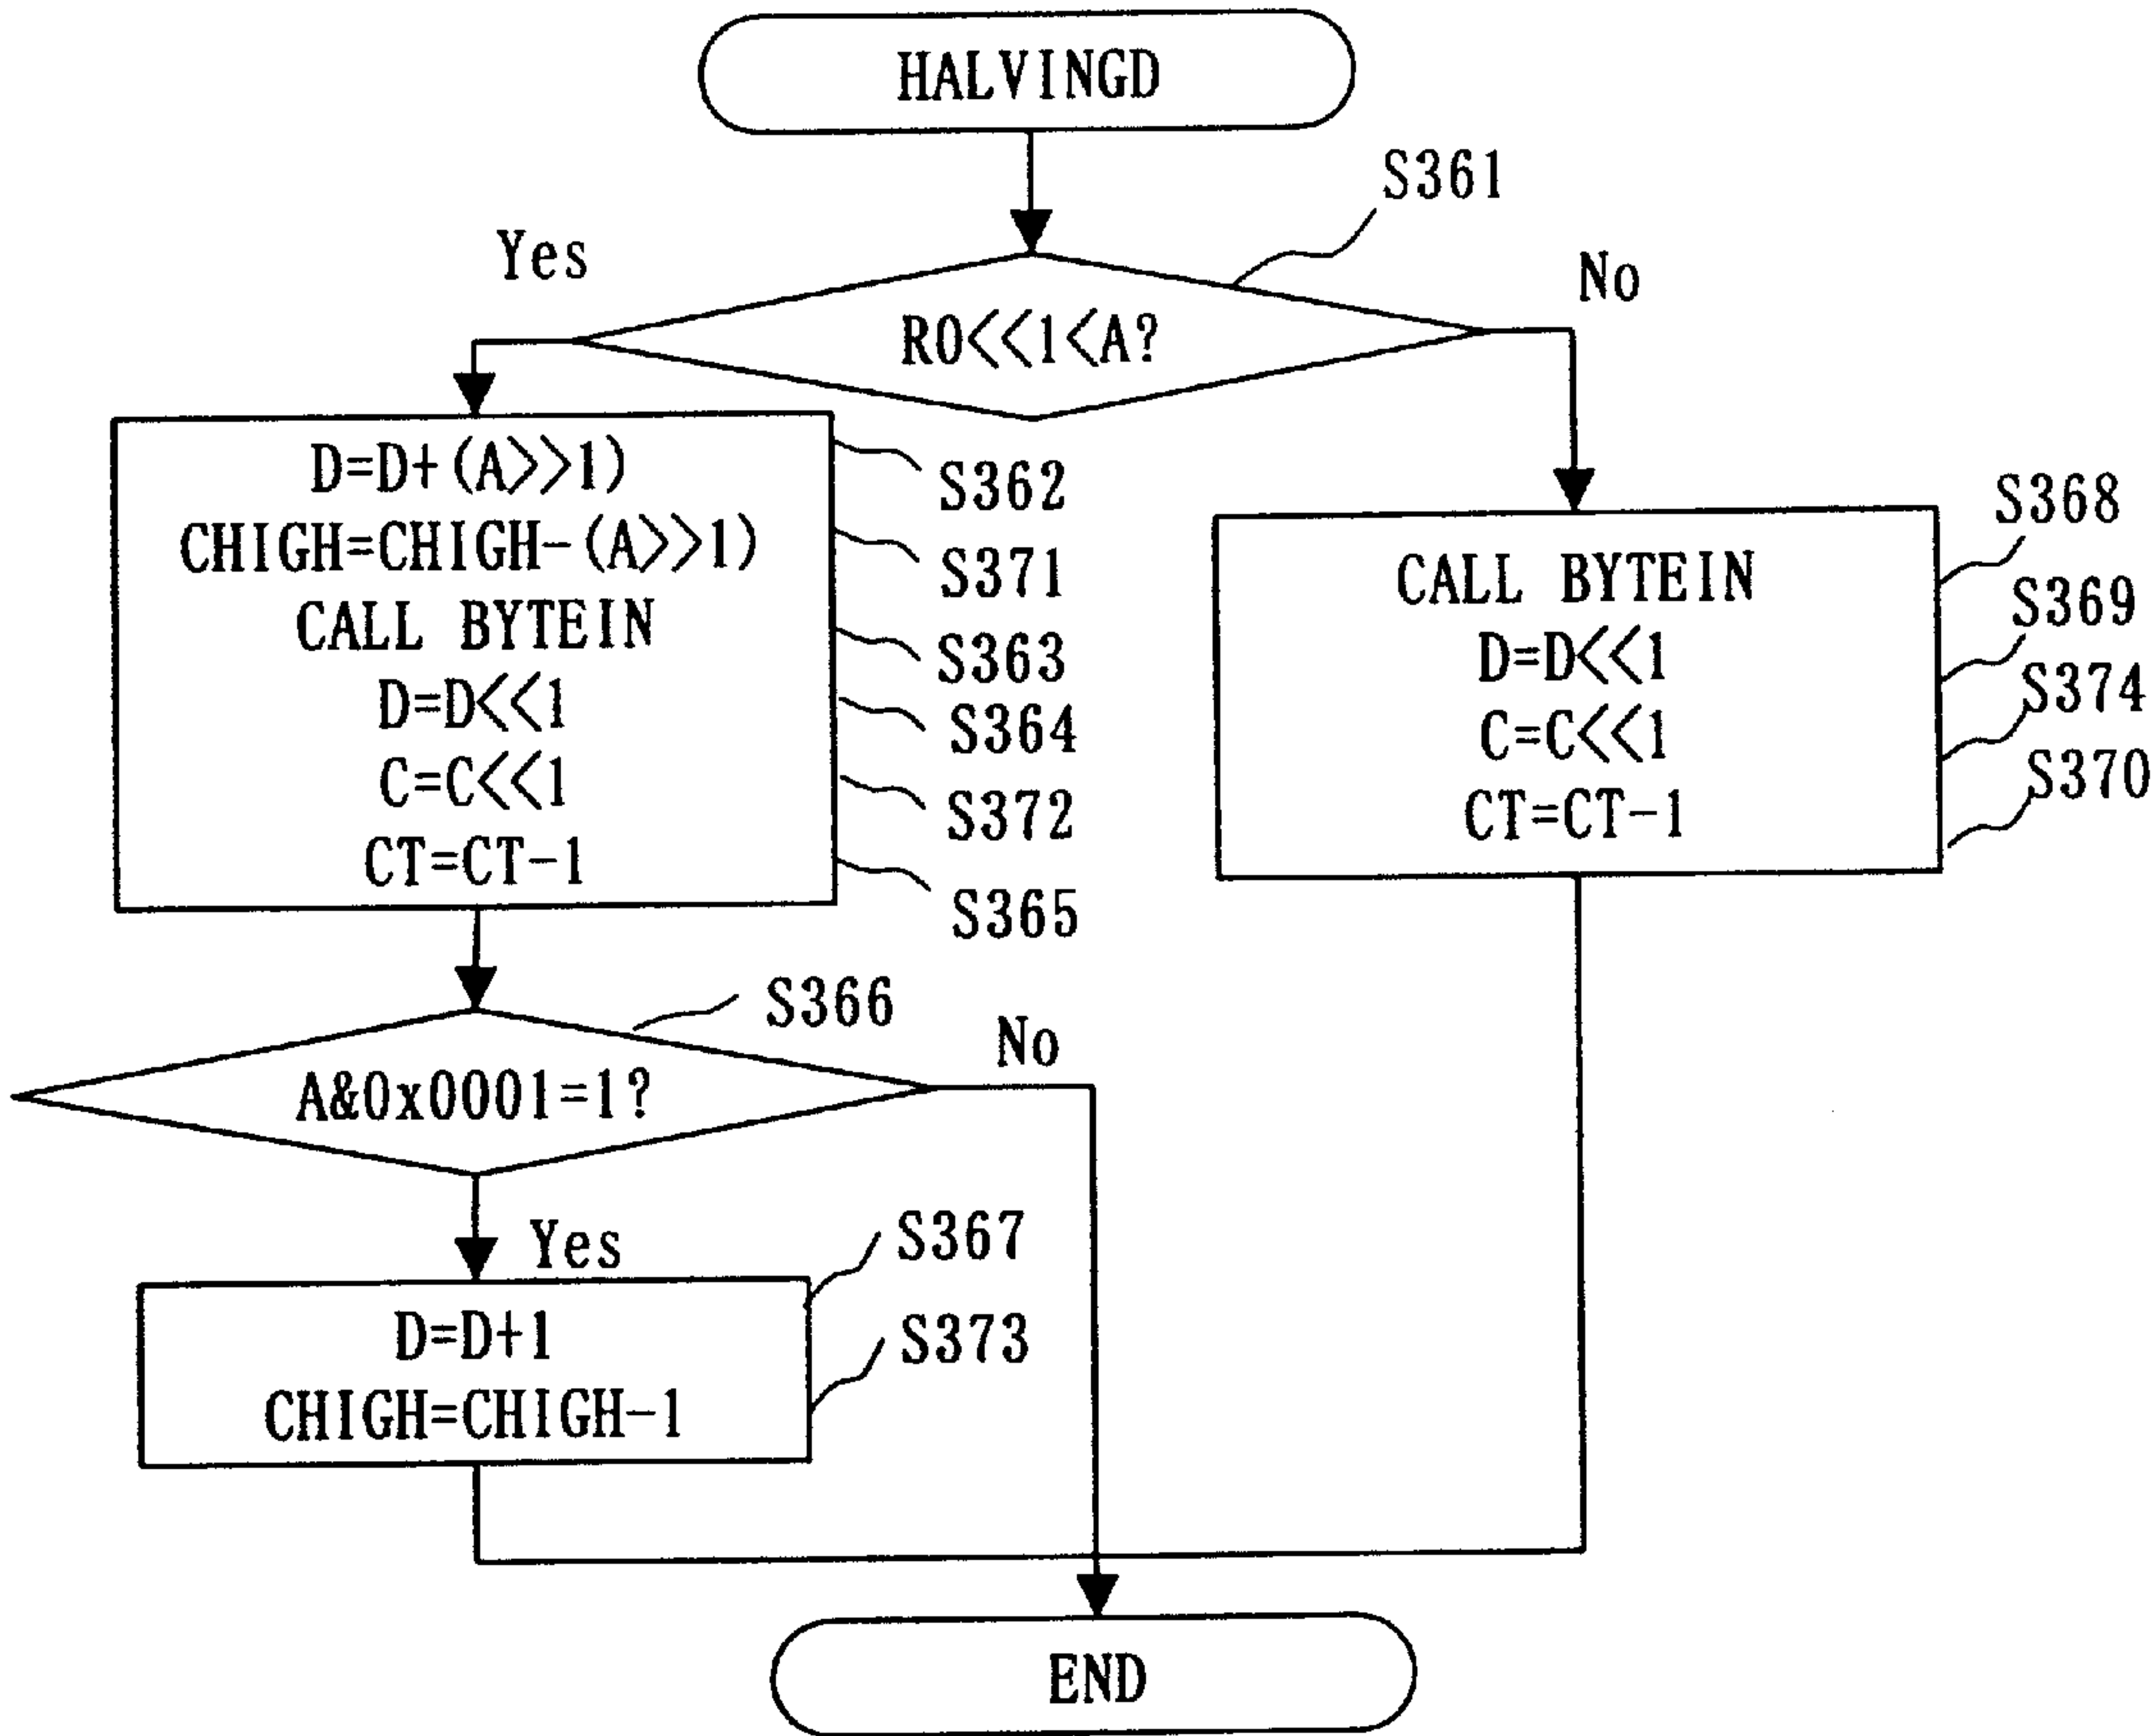 HALVINGD
S361
Yes
No
R0<<1<A?
D=D+(A>>1)
S362
CHIGH=CHIGH-(A>>1)
S371
CALL BYTEIN
S363
D=D<<1
S364
C=C<<1
S372
CT=CT-1
S365
CALL BYTEIN
S368
D=D<<1
S369
C=C<<1
S374
CT=CT-1
S370
S366
No
A&0x0001=1?
Yes
S367
D=D+1
S373
CHIGH=CHIGH-1
END